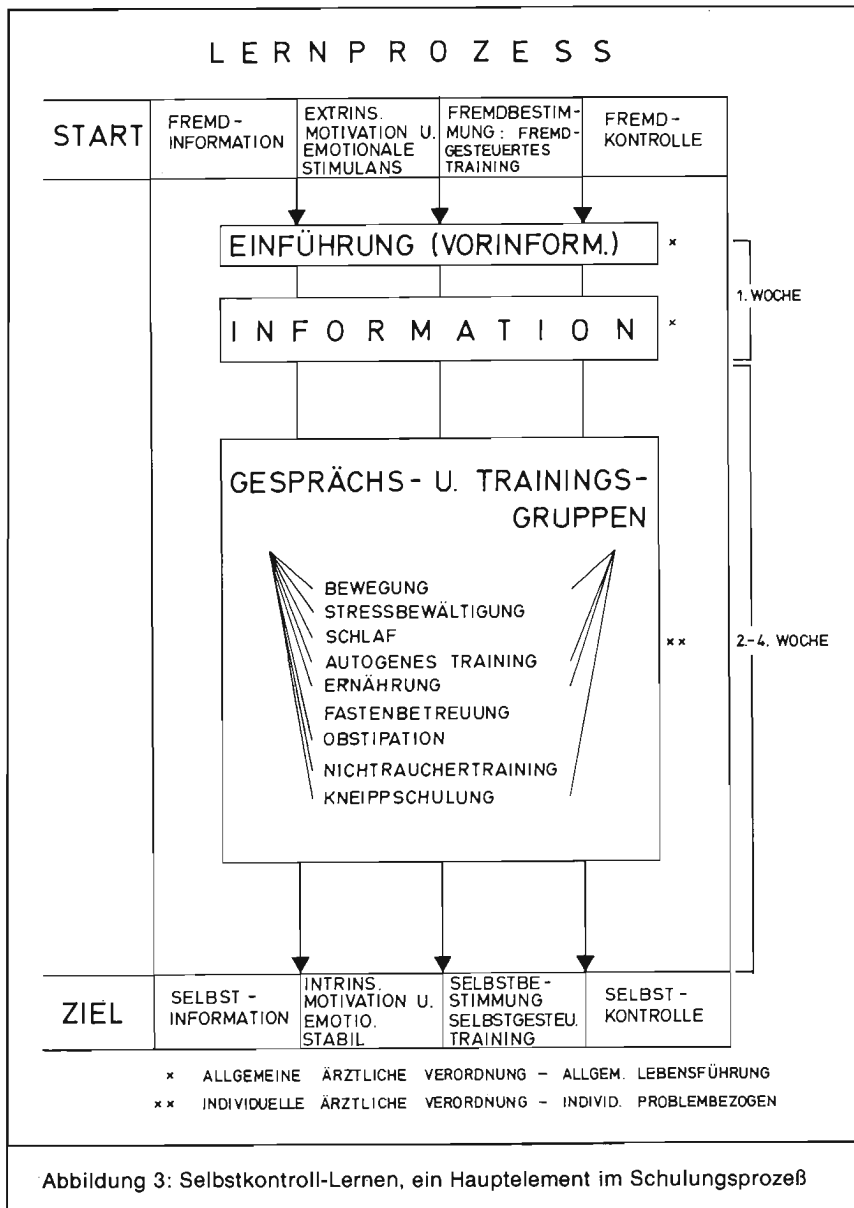 LERNPROZESS
START
FREMD-
INFORMATION
EXTRINS.
MOTIVATION U.
EMOTIONALE
STIMULANS
FREMDBESTIM-
MUNG: FREMD-
GESTEUERTES
TRAINING
FREMD-
KONTROLLE
EINFÜHRUNG (VORINFORM.)
×
INFORMATION
×
1. WOCHE
GESPRÄCHS- U. TRAININGS-
GRUPPEN
BEWEGUNG
STRESSBEWÄLTIGUNG
SCHLAF
AUTOGENES TRAINING
ERNÄHRUNG
FASTENBETREUUNG
OBSTIPATION
NICHTRAUCHERTRAINING
KNEIPPSCHULUNG
××
2.-4. WOCHE
ZIEL
SELBST-
INFORMATION
INTRINS.
MOTIVATION U.
EMOTIO.
STABIL
SELBSTBE-
STIMMUNG
SELBSTGESTEU.
TRAINING
SELBST-
KONTROLLE
× ALLGEMEINE ÄRZTLICHE VERORDNUNG – ALLGEM. LEBENSFÜHRUNG
×× INDIVIDUELLE ÄRZTLICHE VERORDNUNG – INDIVID. PROBLEMBEZOGEN
Abbildung 3: Selbstkontroll-Lernen, ein Hauptelement im Schulungsprozeß